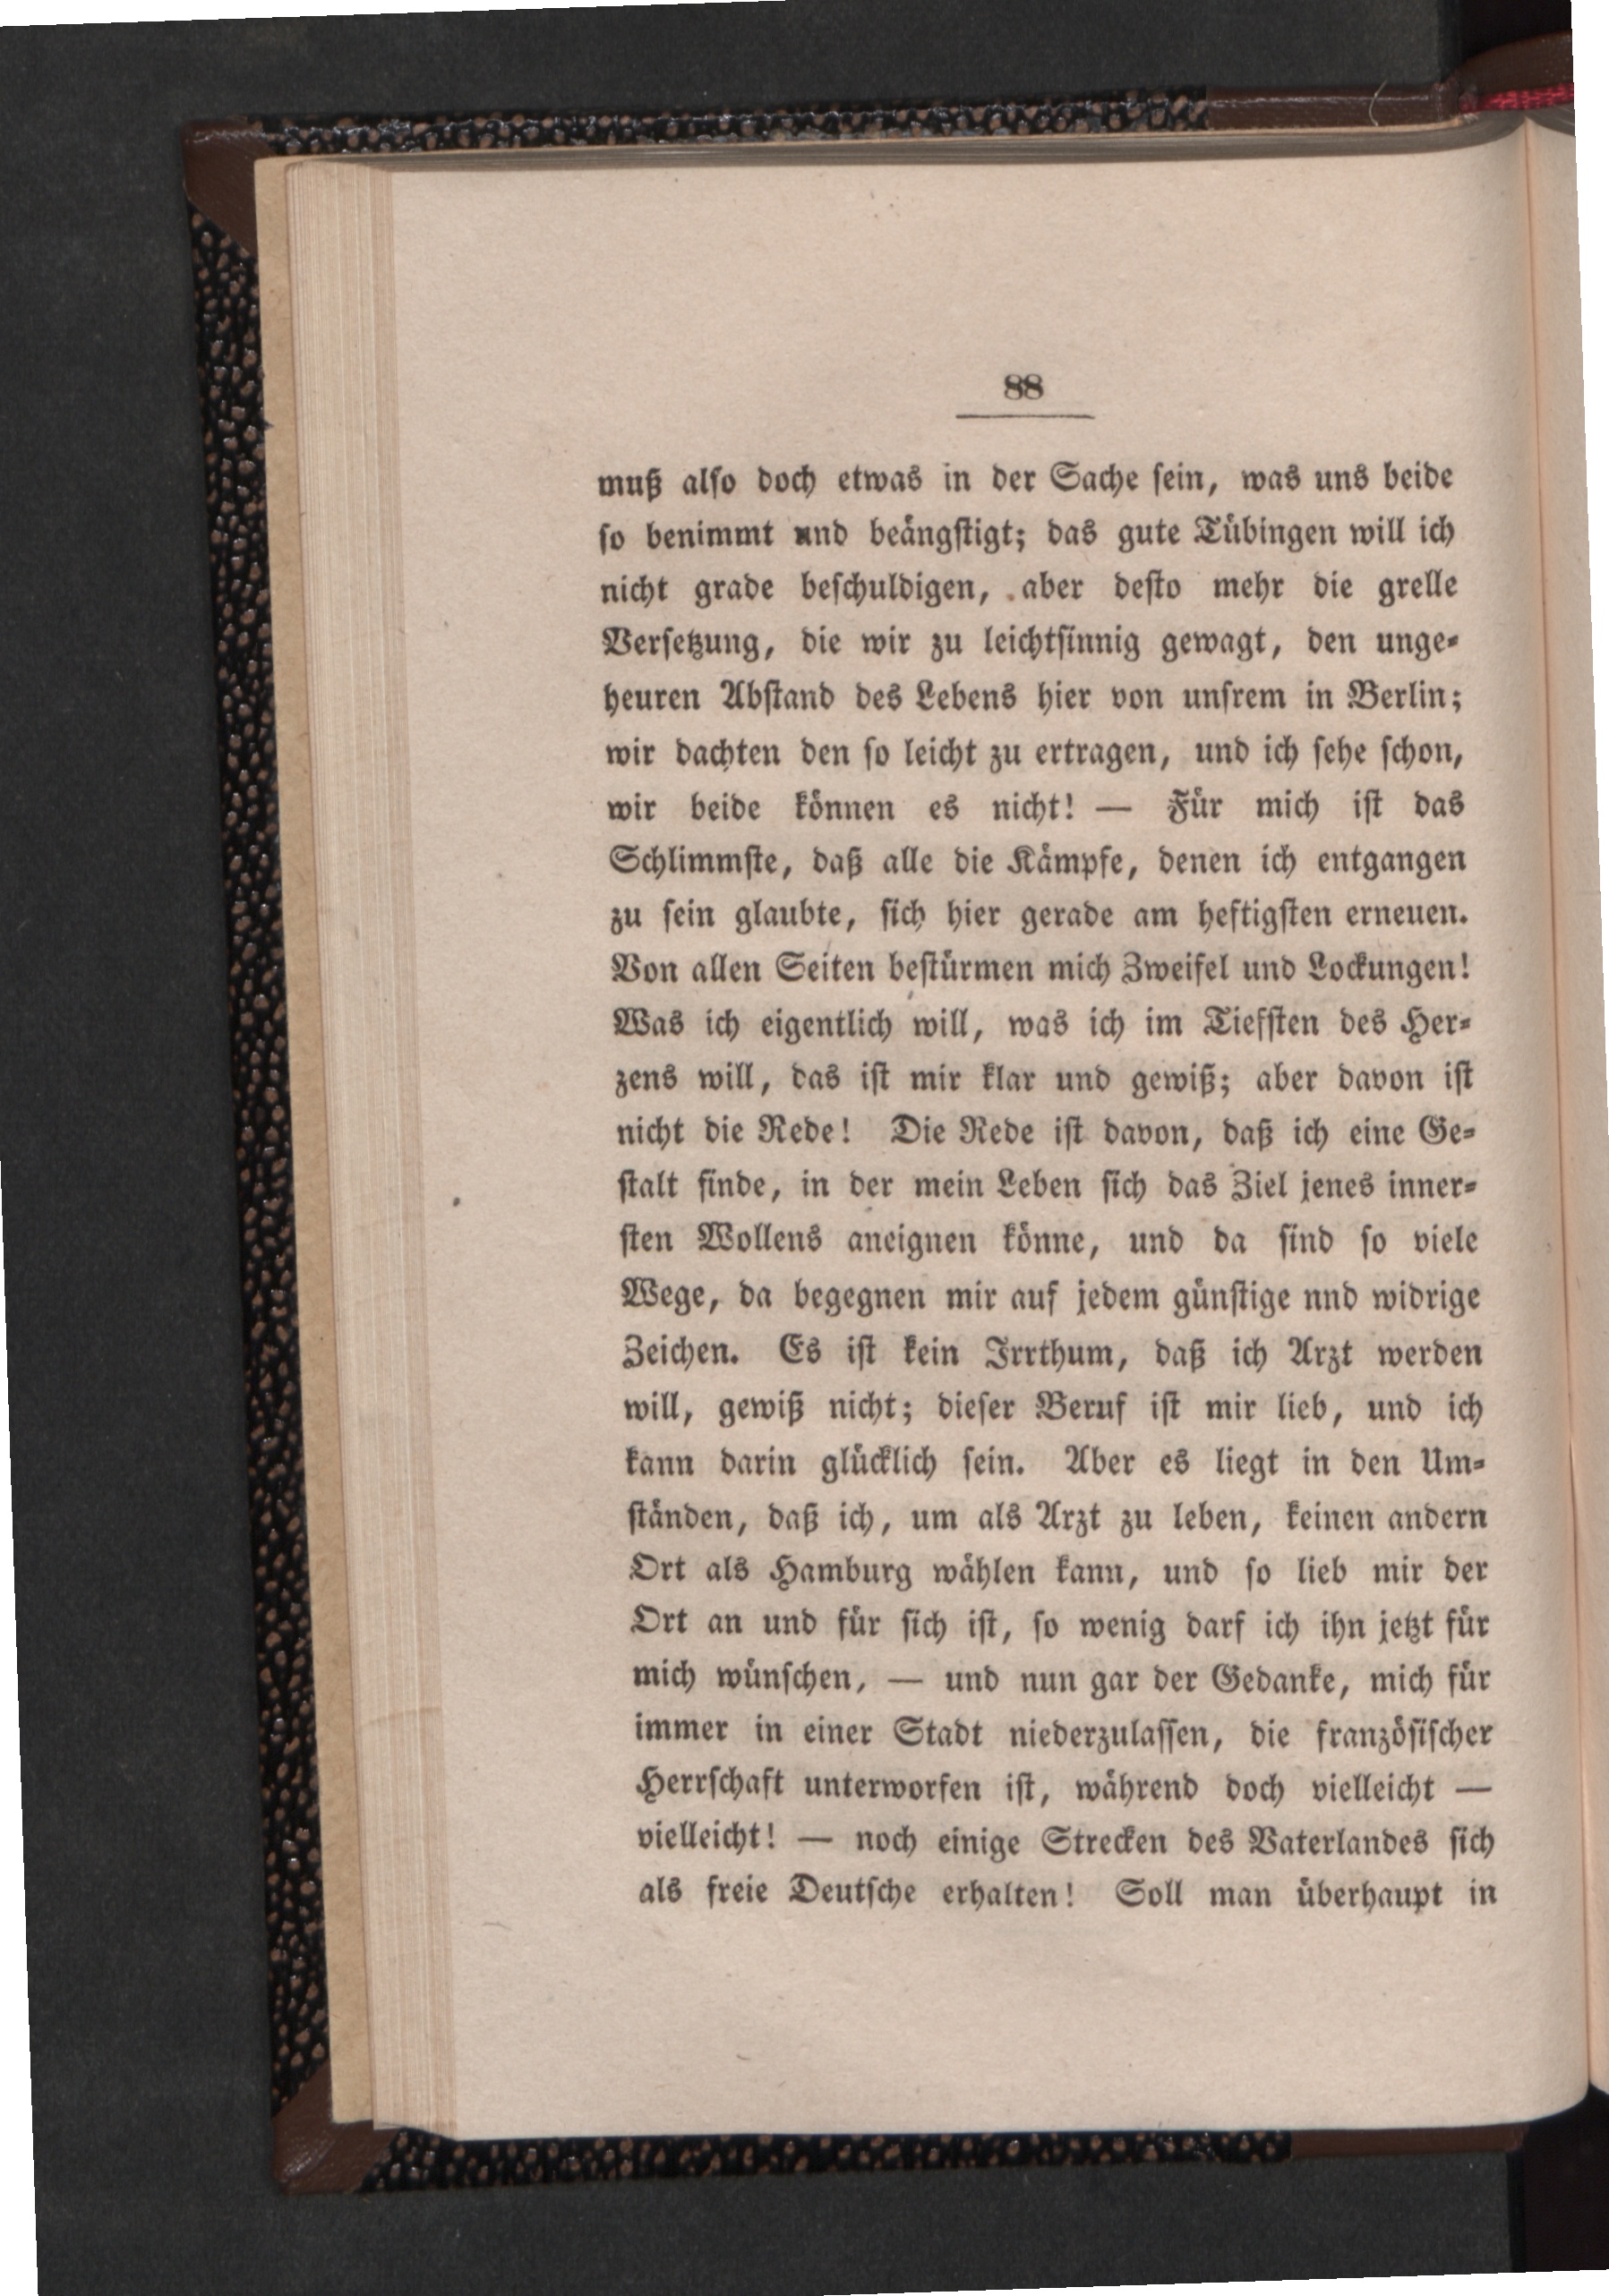 88
muß alſo doch etwas in der Sache ſein, was uns beide
ſo benimmt und beängſtigt; das gute Tübingen will ich
nicht grade beſchuldigen, aber deſto mehr die grelle
Verſetzung, die wir zu leichtſinnig gewagt, den unge-
heuren Abſtand des Lebens hier von unſrem in Berlin;
wir dachten den ſo leicht zu ertragen, und ich ſehe ſchon,
wir beide können es nicht! — Für mich iſt das
Schlimmſte, daß alle die Kämpfe, denen ich entgangen
zu ſein glaubte, ſich hier gerade am heftigſten erneuen.
Von allen Seiten beſtürmen mich Zweifel und Lockungen!
Was ich eigentlich will, was ich im Tiefſten des Her-
zens will, das iſt mir klar und gewiß; aber davon iſt
nicht die Rede! Die Rede iſt davon, daß ich eine Ge-
ſtalt finde, in der mein Leben ſich das Ziel jenes inner-
ſten Wollens aneignen könne, und da ſind ſo viele
Wege, da begegnen mir auf jedem günſtige nnd widrige
Zeichen. Es iſt kein Irrthum, daß ich Arzt werden
will, gewiß nicht; dieſer Beruf iſt mir lieb, und ich
kann darin glücklich ſein. Aber es liegt in den Um-
ſtänden, daß ich, um als Arzt zu leben, keinen andern
Ort als Hamburg wählen kann, und ſo lieb mir der
Ort an und für ſich iſt, ſo wenig darf ich ihn jetzt für
mich wünſchen, — und nun gar der Gedanke, mich für
immer in einer Stadt niederzulaſſen, die franzöſiſcher
Herrſchaft unterworfen iſt, während doch vielleicht —
vielleicht! — noch einige Strecken des Vaterlandes ſich
als freie Deutſche erhalten! Soll man überhaupt in